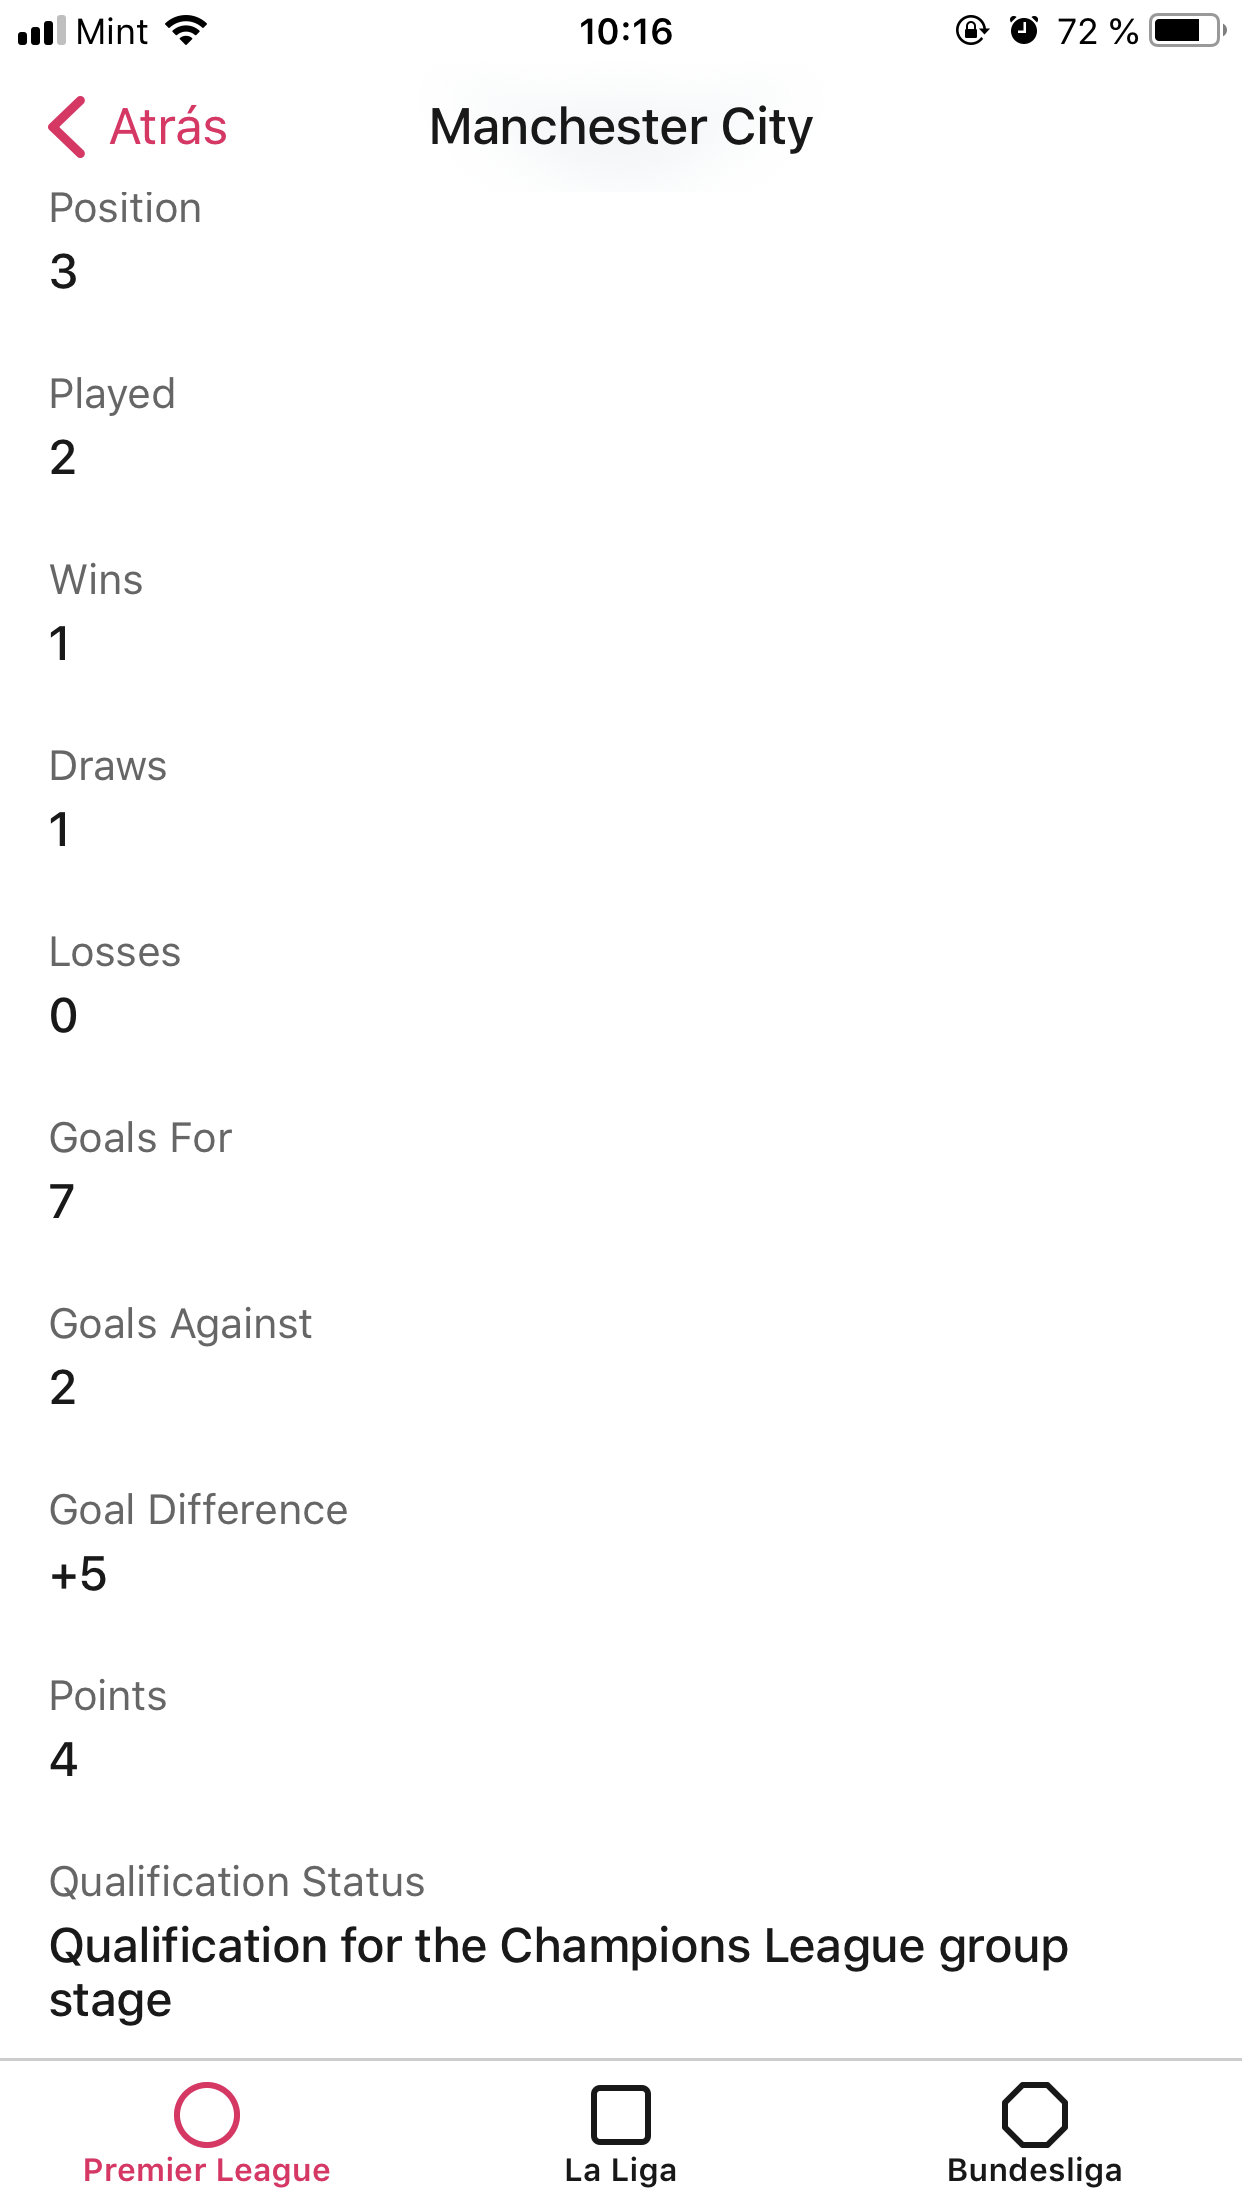 Mint 10:16 72 %
Atrás Manchester City
Position
3
Played
2
Wins
1
Draws
1
Losses
0
Goals For
7
Goals Against
2
Goal Difference
+5
Points
4
Qualification Status
Qualification for the Champions League group
stage
Premier League La Liga Bundesliga